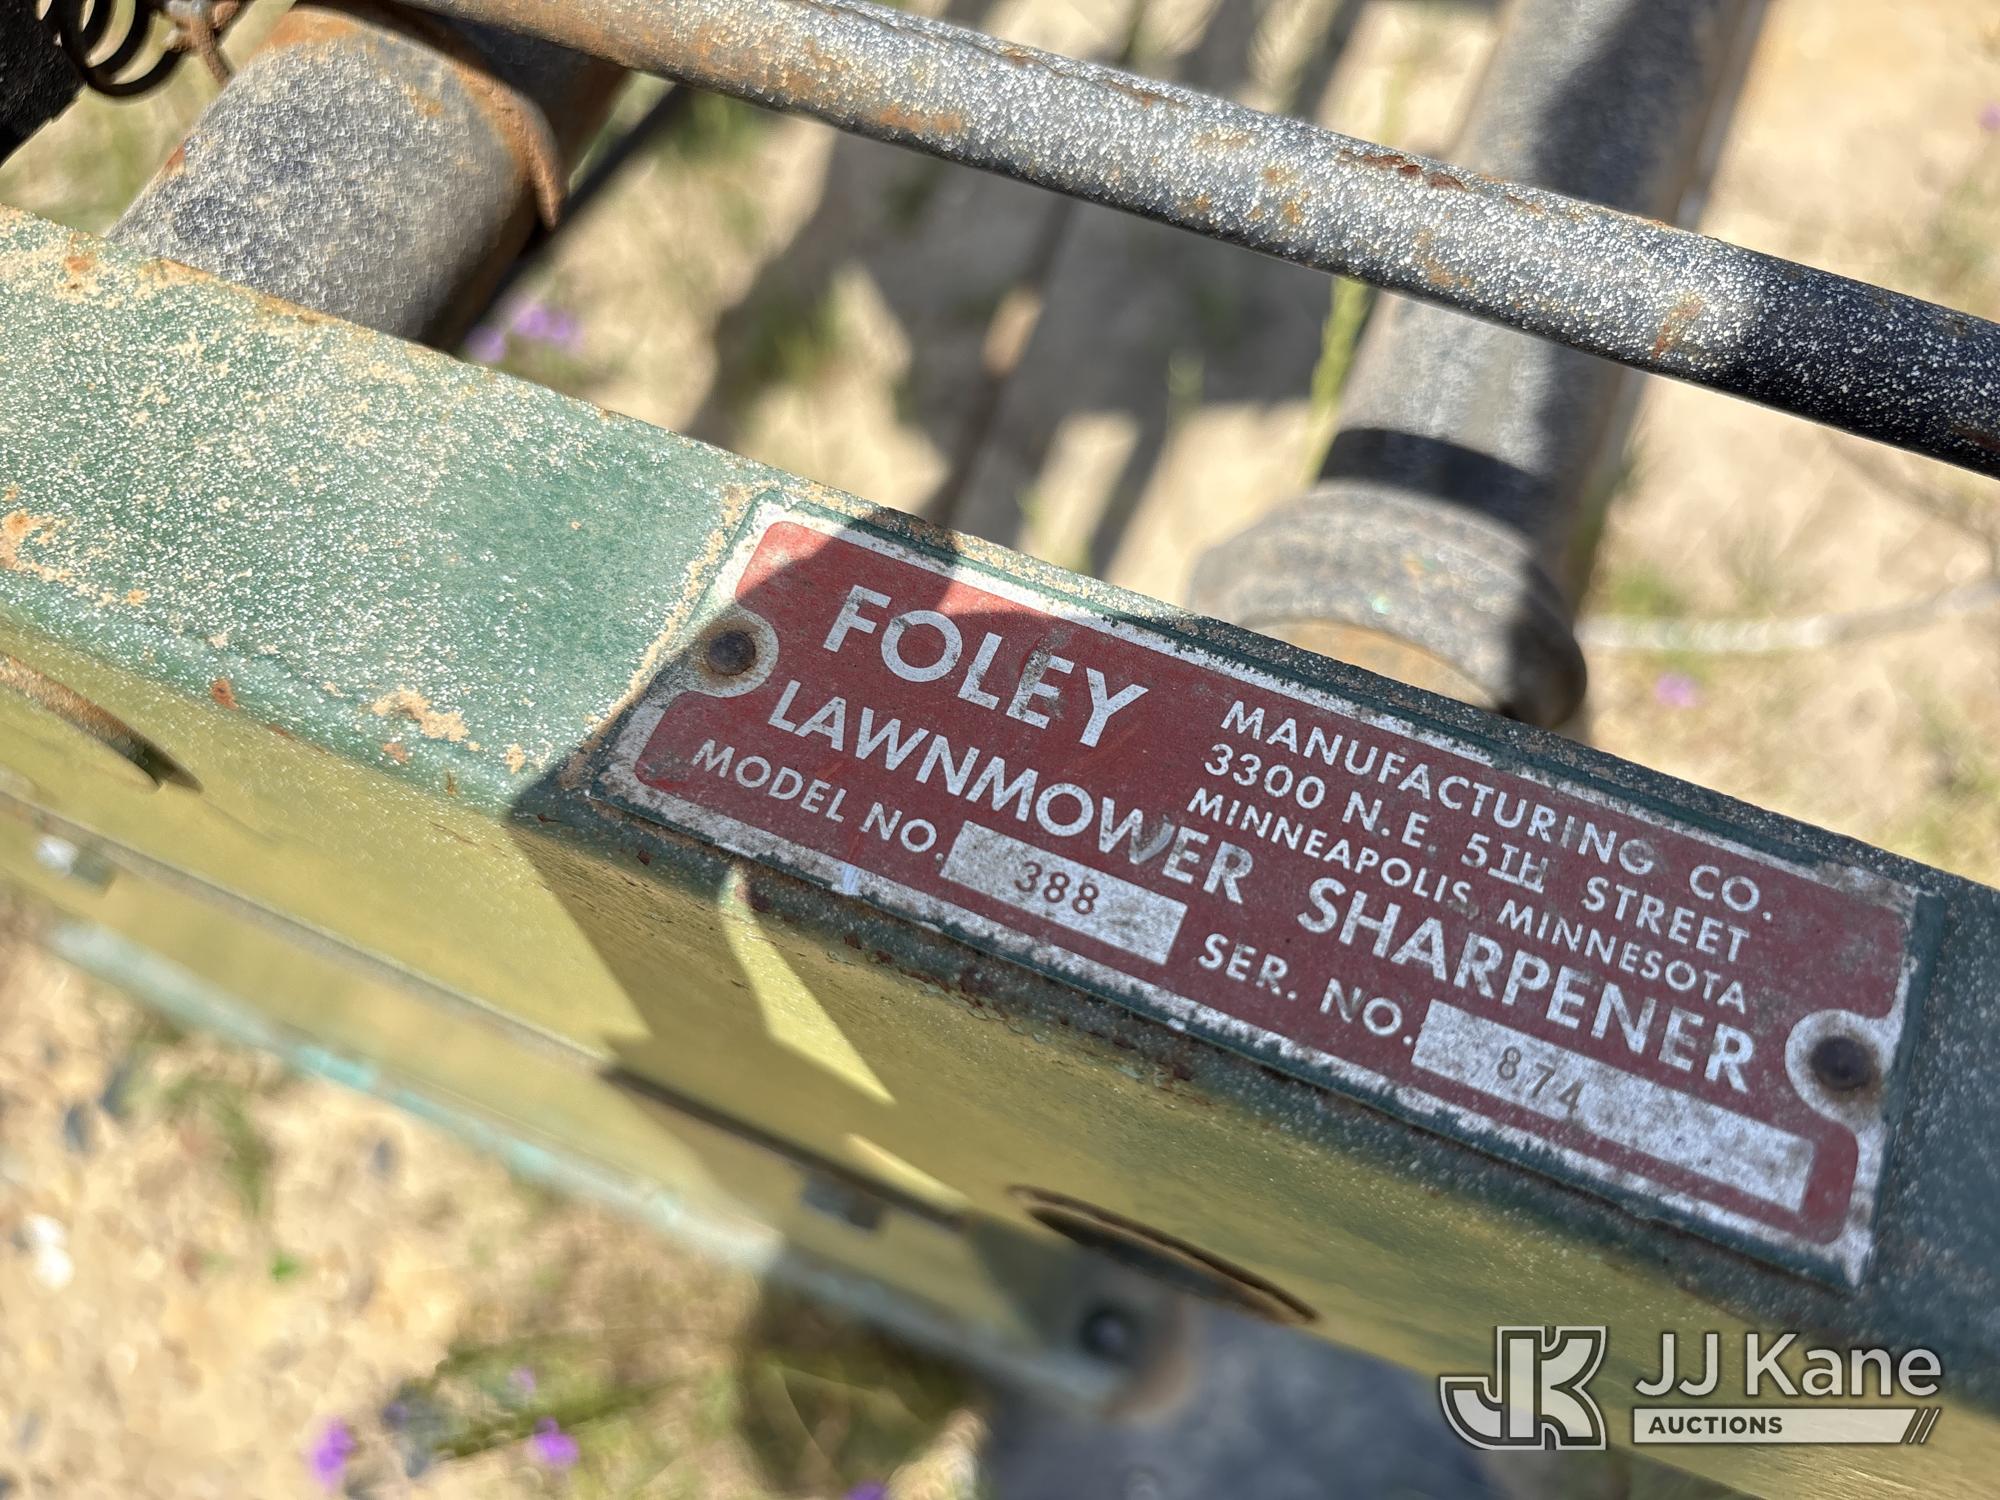 FOLEY
MANUFACTURING CO.
3300 N.E. 5TH STREET
MINNEAPOLIS, MINNESOTA
LAWNMOWER SHARPENER
MODEL NO. 388
SER. NO. 874
JK
JJ Kane
AUCTIONS